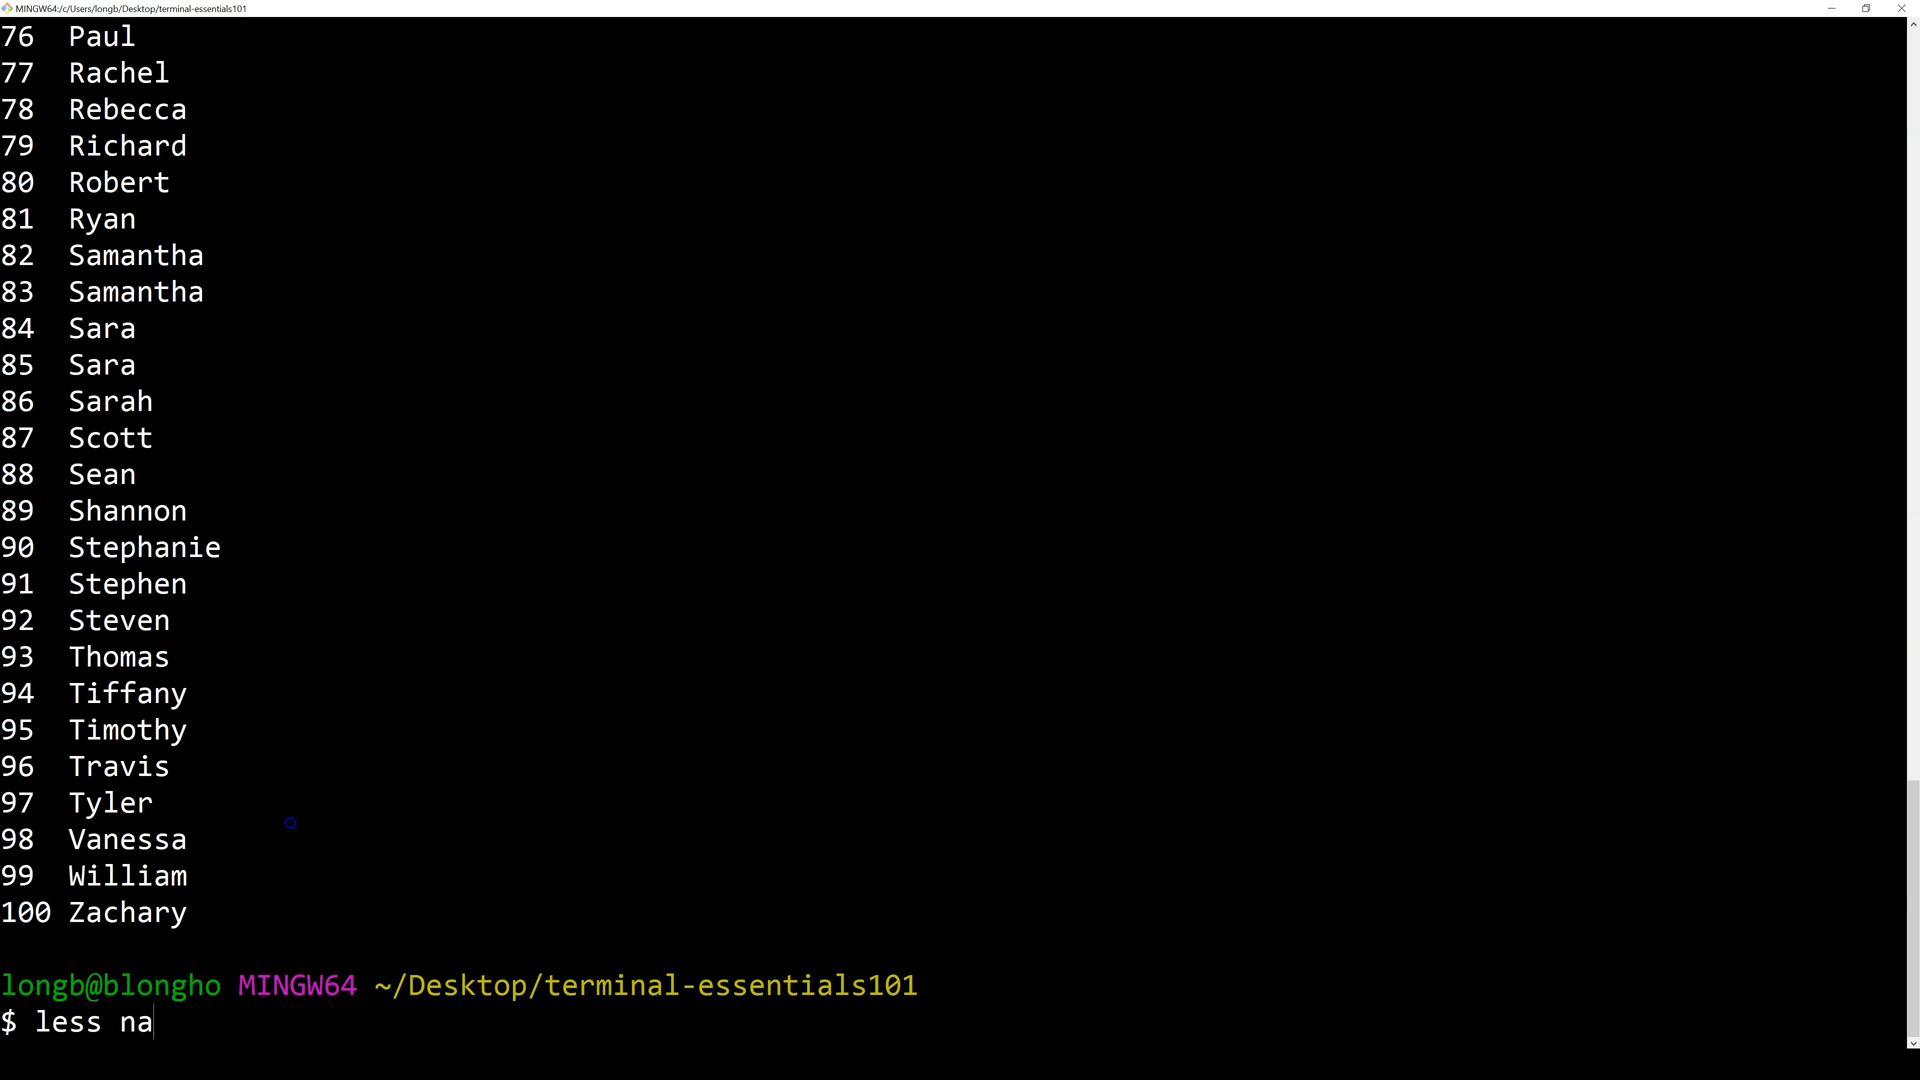 MINGW64:/c/Users/longb/Desktop/terminal-essentials101
76 Paul
77 Rachel
78 Rebecca
79 Richard
80 Robert
81 Ryan
82 Samantha
83 Samantha
84 Sara
85 Sara
86 Sarah
87 Scott
88 Sean
89 Shannon
90 Stephanie
91 Stephen
92 Steven
93 Thomas
94 Tiffany
95 Timothy
96 Travis
97 Tyler
98 Vanessa
99 William
100 Zachary
longb@blongho MINGW64 ~/Desktop/terminal-essentials101
$ less na